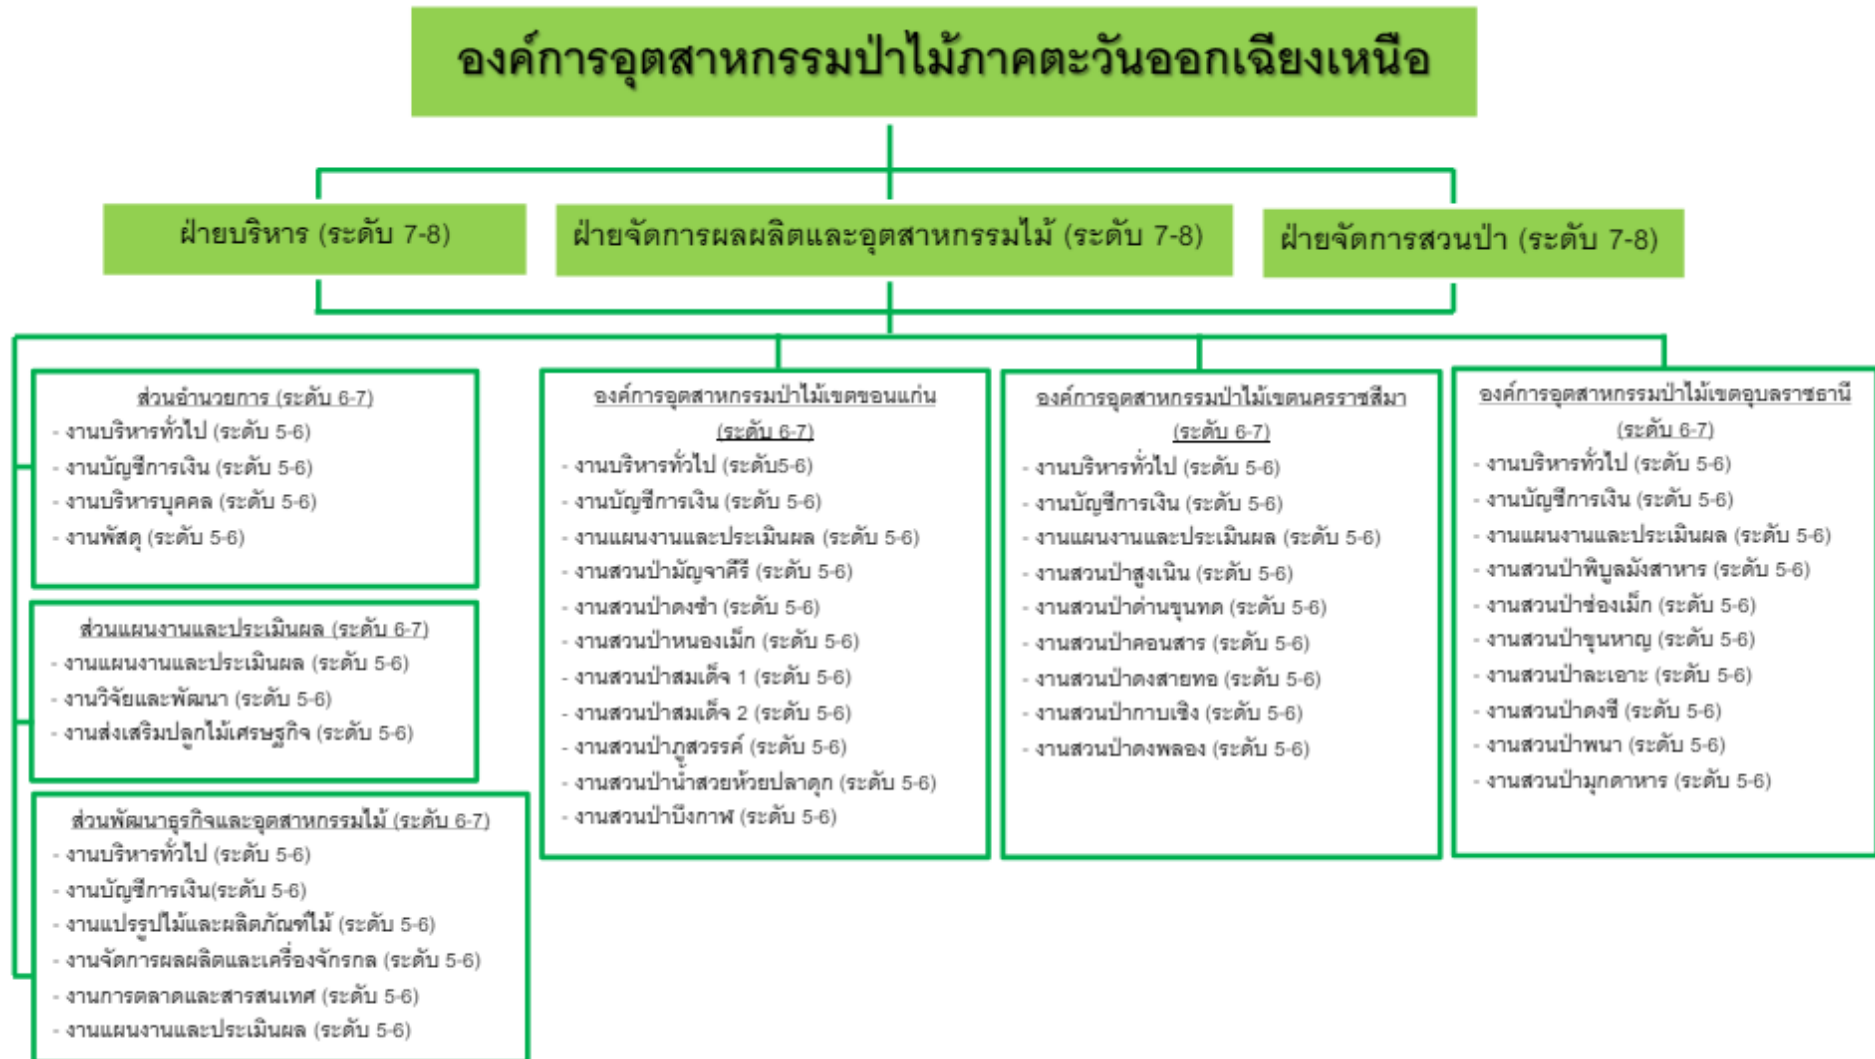 องค์การอุตสาหกรรมป่าไม้ภาคตะวันออกเฉียงเหนือ
ฝ่ายบริหาร (ระดับ 7-8)
ฝ่ายจัดการผลผลิตและอุตสาหกรรมไม้ (ระดับ 7-8)
ฝ่ายจัดการสวนป่า (ระดับ 7-8)
ส่วนอำนวยการ (ระดับ 6-7)
- งานบริหารทั่วไป (ระดับ 5-6)
- งานบัญชีการเงิน (ระดับ 5-6)
- งานบริหารบุคคล (ระดับ 5-6)
- งานพัสดุ (ระดับ 5-6)
ส่วนแผนงานและประเมินผล (ระดับ 6-7)
- งานแผนงานและประเมินผล (ระดับ 5-6)
- งานวิจัยและพัฒนา (ระดับ 5-6)
- งานส่งเสริมปลูกไม้เศรษฐกิจ (ระดับ 5-6)
ส่วนพัฒนาธุรกิจและอุตสาหกรรมไม้ (ระดับ 6-7)
- งานบริหารทั่วไป (ระดับ 5-6)
- งานบัญชีการเงิน(ระดับ 5-6)
- งานแปรรูปไม้และผลิตภัณฑ์ไม้ (ระดับ 5-6)
- งานจัดการผลผลิตและเครื่องจักรกล (ระดับ 5-6)
- งานการตลาดและสารสนเทศ (ระดับ 5-6)
- งานแผนงานและประเมินผล (ระดับ 5-6)
องค์การอุตสาหกรรมป่าไม้เขตขอนแก่น
(ระดับ 6-7)
- งานบริหารทั่วไป (ระดับ5-6)
- งานบัญชีการเงิน (ระดับ 5-6)
- งานแผนงานและประเมินผล (ระดับ 5-6)
- งานสวนป่ามัญจาคีรี (ระดับ 5-6)
- งานสวนป่าดงซำ (ระดับ 5-6)
- งานสวนป่าหนองเม็ก (ระดับ 5-6)
- งานสวนป่าสมเด็จ 1 (ระดับ 5-6)
- งานสวนป่าสมเด็จ 2 (ระดับ 5-6)
- งานสวนป่าภูสวรรค์ (ระดับ 5-6)
- งานสวนป่าน้ำสวยห้วยปลาดุก (ระดับ 5-6)
- งานสวนป่าบึงกาฬ (ระดับ 5-6)
องค์การอุตสาหกรรมป่าไม้เขตนครราชสีมา
(ระดับ 6-7)
- งานบริหารทั่วไป (ระดับ 5-6)
- งานบัญชีการเงิน (ระดับ 5-6)
- งานแผนงานและประเมินผล (ระดับ 5-6)
- งานสวนป่าสูงเนิน (ระดับ 5-6)
- งานสวนป่าด่านขุนทด (ระดับ 5-6)
- งานสวนป่าคอนสาร (ระดับ 5-6)
- งานสวนป่าดงสายทอ (ระดับ 5-6)
- งานสวนป่ากาบเชิง (ระดับ 5-6)
- งานสวนป่าดงพลอง (ระดับ 5-6)
องค์การอุตสาหกรรมป่าไม้เขตอุบลราชธานี
(ระดับ 6-7)
- งานบริหารทั่วไป (ระดับ 5-6)
- งานบัญชีการเงิน (ระดับ 5-6)
- งานแผนงานและประเมินผล (ระดับ 5-6)
- งานสวนป่าพิบูลมังสาหาร (ระดับ 5-6)
- งานสวนป่าช่องเม็ก (ระดับ 5-6)
- งานสวนป่าขุนหาญ (ระดับ 5-6)
- งานสวนป่าละเอาะ (ระดับ 5-6)
- งานสวนป่าดงชี (ระดับ 5-6)
- งานสวนป่าพนา (ระดับ 5-6)
- งานสวนป่ามุกดาหาร (ระดับ 5-6)